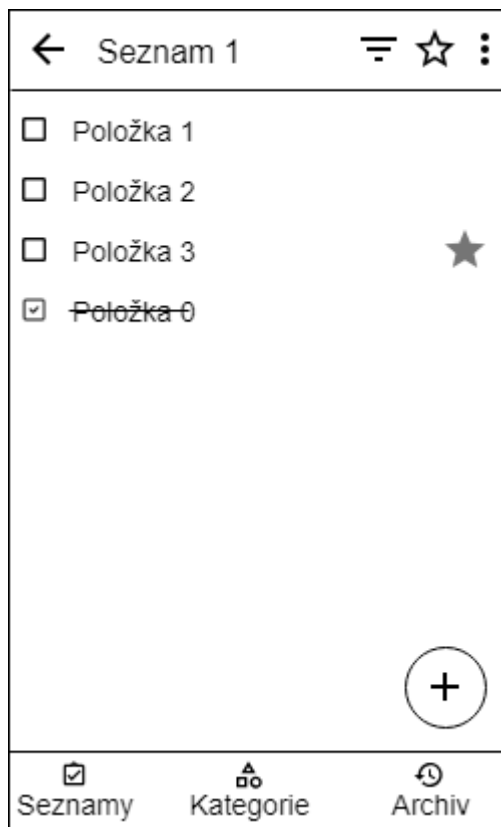 Seznam 1
Položka 1
Položka 2
Položka 3
Položka 0
Seznamy Kategorie Archiv